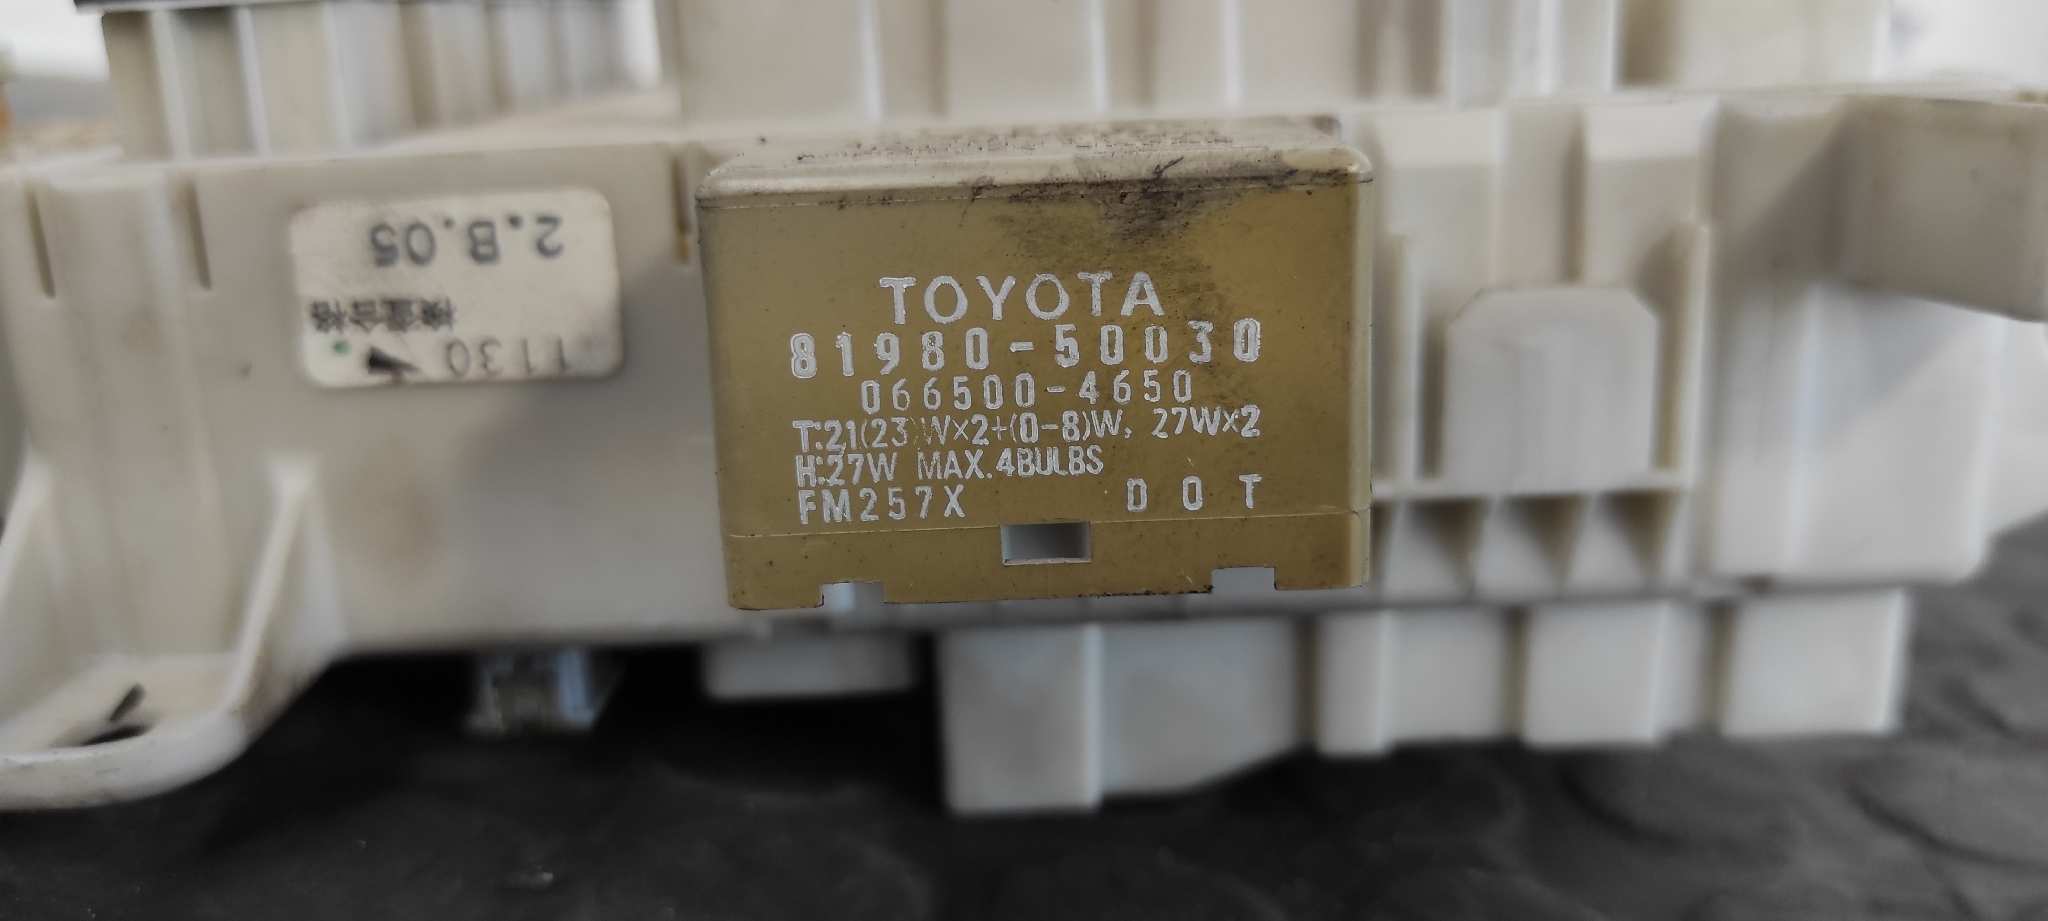 2.B.05
検査合格
1130
TOYOTA
81980-50030
066500-4650
T:21(23)W×2+(0-8)W, 27W×2
H:27W MAX.4BULBS
FM257X DOT